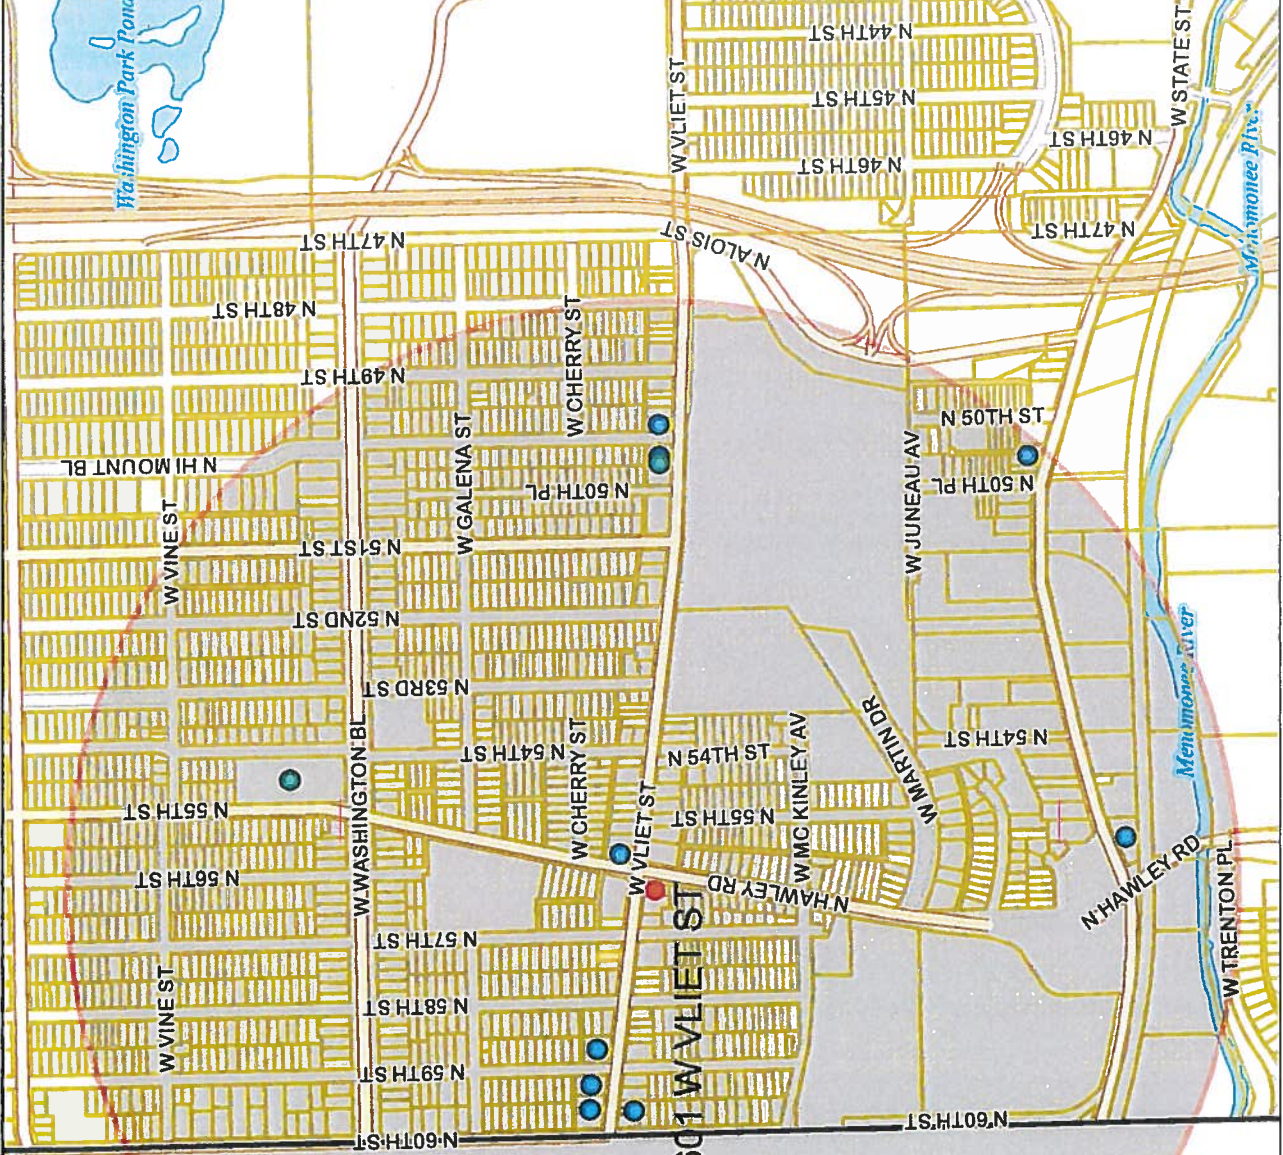 Washington Park Pond
W VLIET ST
N 44TH ST
N 45TH ST
N 46TH ST
W STATE ST
N 46TH ST
Menomonee River
N 47TH ST
N ALOIS ST
N 47TH ST
N 48TH ST
N 49TH ST
W CHERRY ST
N HI MOUNT BL
W GALENA ST
N 50TH PL
N 50TH ST
W JUNEAU AV
N 50TH PL
W VINE ST
N 51ST ST
N 52ND ST
N 53RD ST
Menomonee River
N 54TH ST
N 54TH ST
N 54TH ST
W WASHINGTON BL
W CHERRY ST
W MC KINLEY AV
W MARTIN DR
N 55TH ST
N 55TH ST
W VLIET ST
N 56TH ST
N HAWLEY RD
N HAWLEY RD
W TRENTON PL
N 57TH ST
W VINE ST
N 58TH ST
N 59TH ST
601 W VLIET ST
N 60TH ST
N 60TH ST